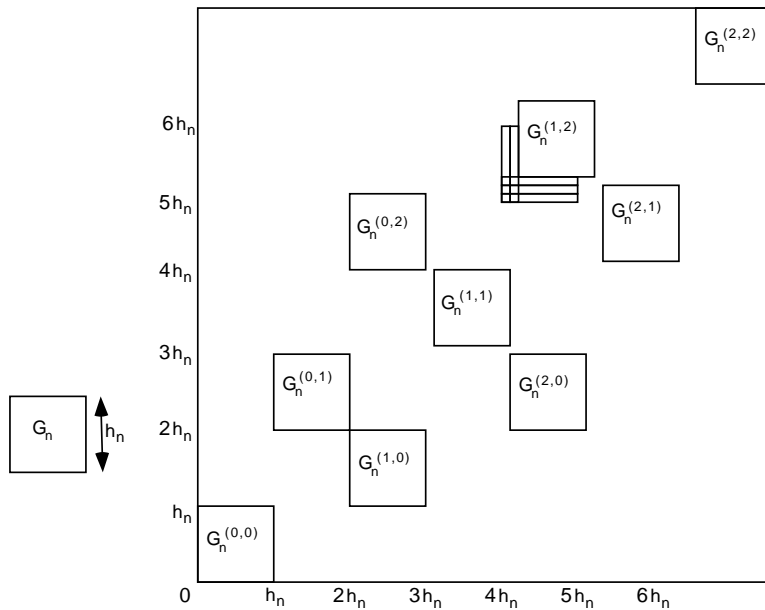 G_n^(2,2)
6h_n
G_n^(1,2)
5h_n
G_n^(0,2)
G_n^(2,1)
4h_n
G_n^(1,1)
3h_n
G_n^(0,1)
G_n^(2,0)
G_n
h_n
2h_n
G_n^(1,0)
h_n
G_n^(0,0)
0 h_n 2h_n 3h_n 4h_n 5h_n 6h_n